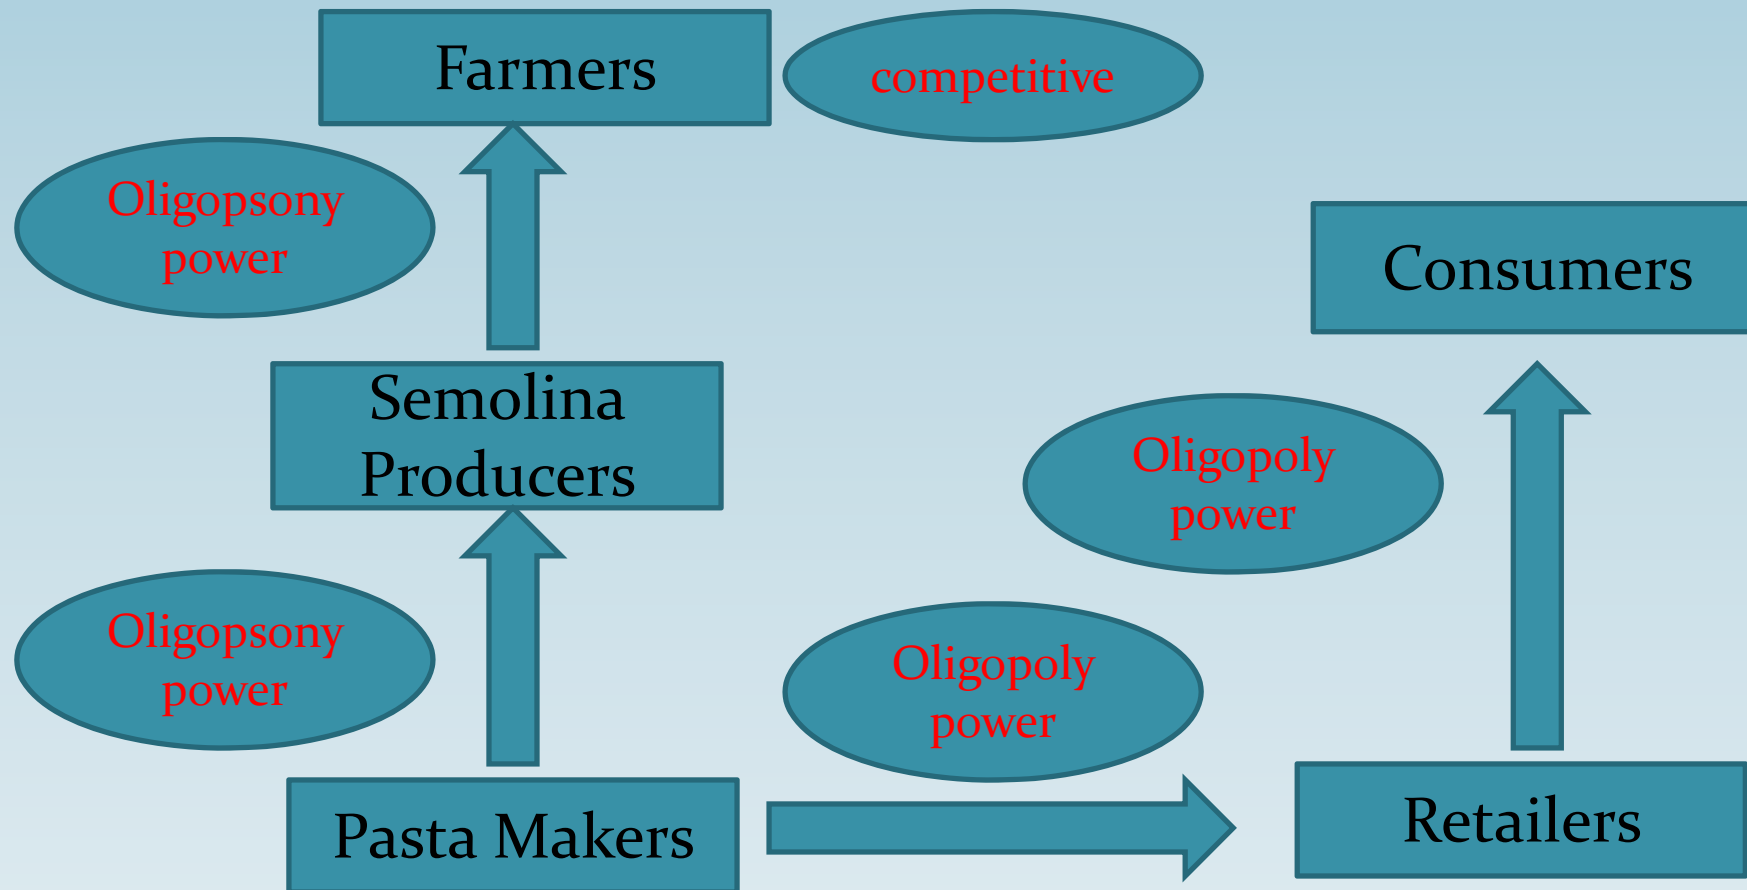 Farmers
competitive
Oligopsony
power
Consumers
Semolina
Producers
Oligopoly
power
Oligopsony
power
Oligopoly
power
Pasta Makers
Retailers